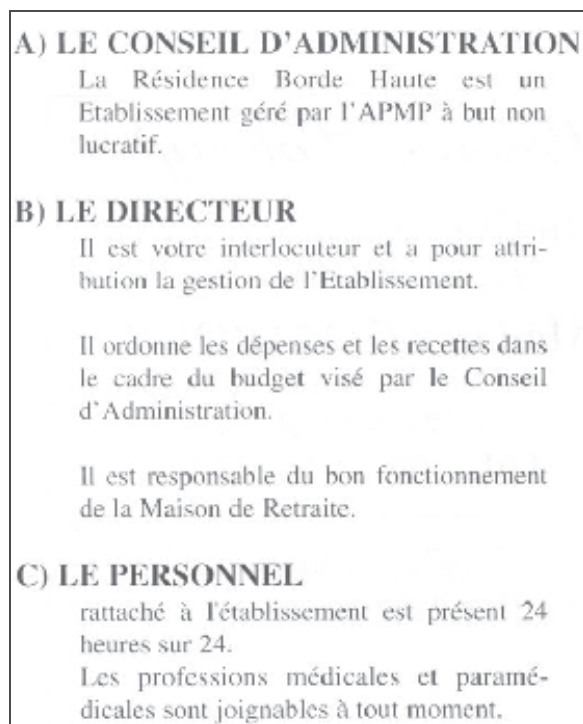 A) LE CONSEIL D'ADMINISTRATION
La Résidence Borde Haute est un
Etablissement géré par l'APMP à but non
lucratif.
B) LE DIRECTEUR
Il est votre interlocuteur et a pour attri-
bution la gestion de l'Etablissement.
Il ordonne les dépenses et les recettes dans
le cadre du budget visé par le Conseil
d'Administration.
Il est responsable du bon fonctionnement
de la Maison de Retraite.
C) LE PERSONNEL
rattaché à l'établissement est présent 24
heures sur 24.
Les professions médicales et paramé-
dicales sont joignables à tout moment.